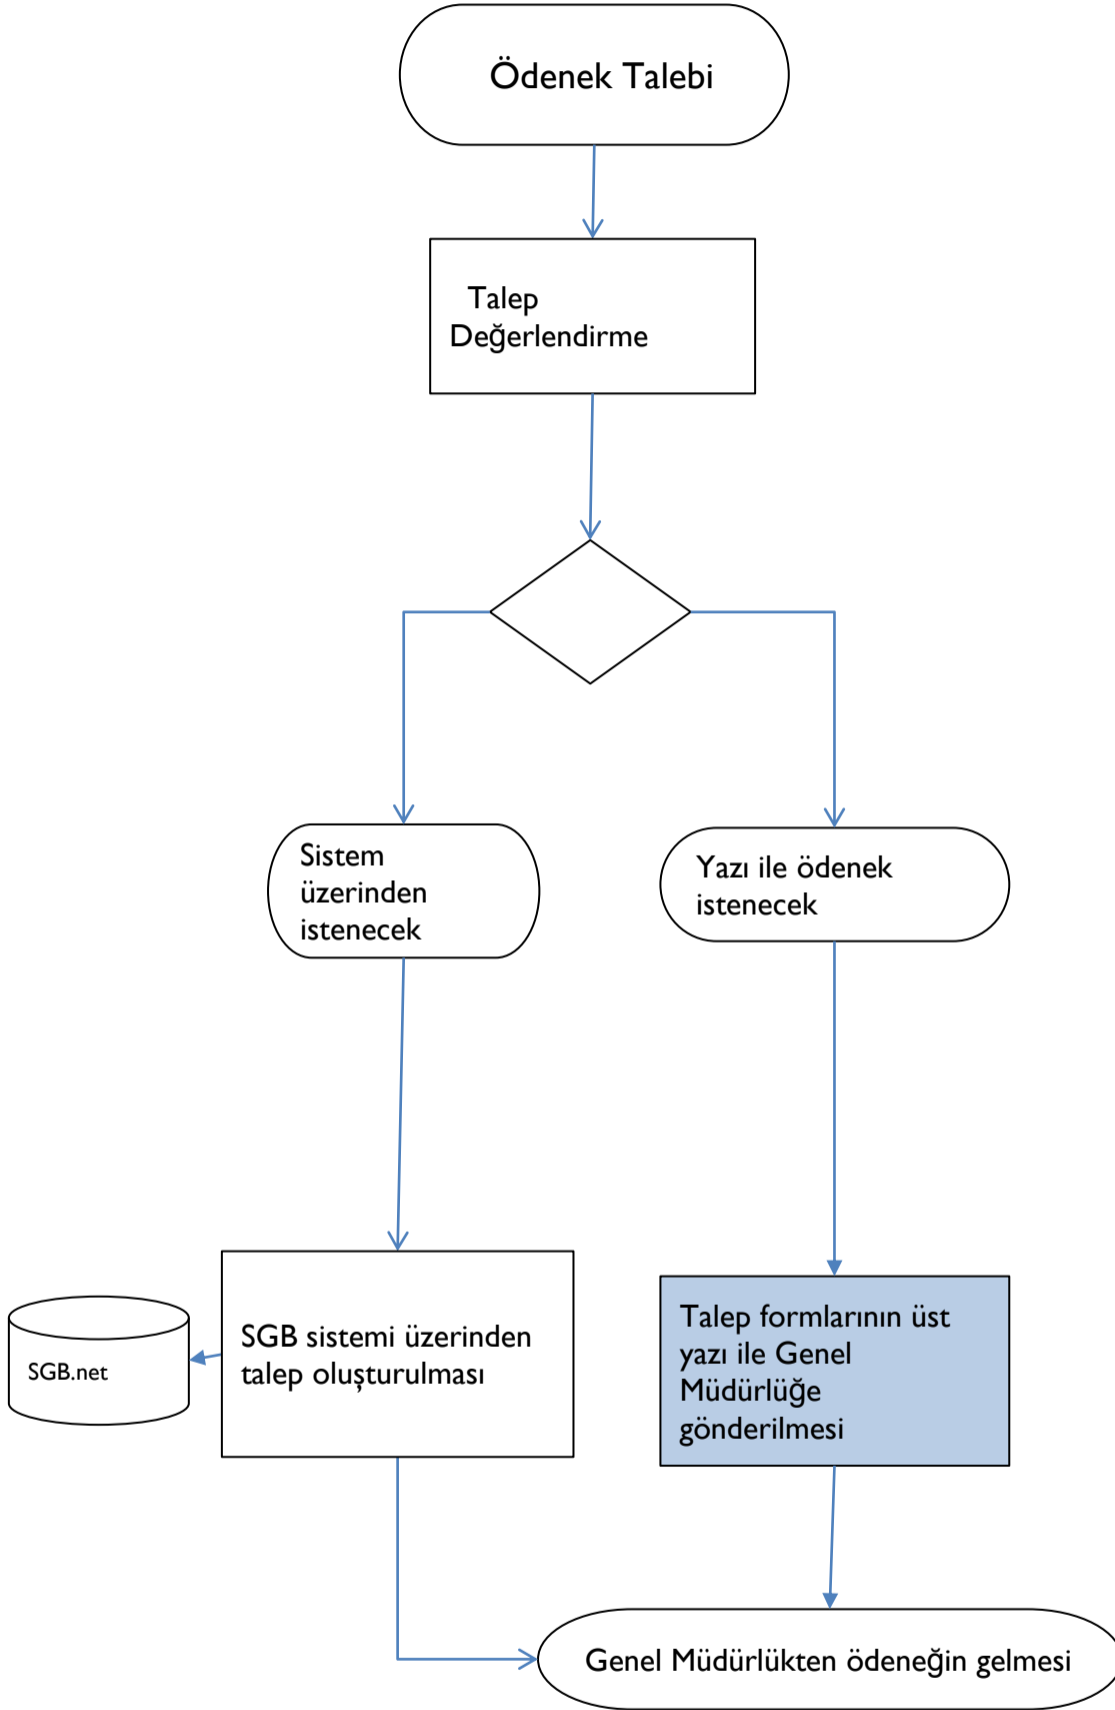 Ödenek Talebi
Talep
Değerlendirme
Sistem
üzerinden
istenecek
Yazı ile ödenek
istenecek
SGB.net
SGB sistemi üzerinden
talep oluşturulması
Talep formlarının üst
yazı ile Genel
Müdürlüğe
gönderilmesi
Genel Müdürlükten ödeneğin gelmesi